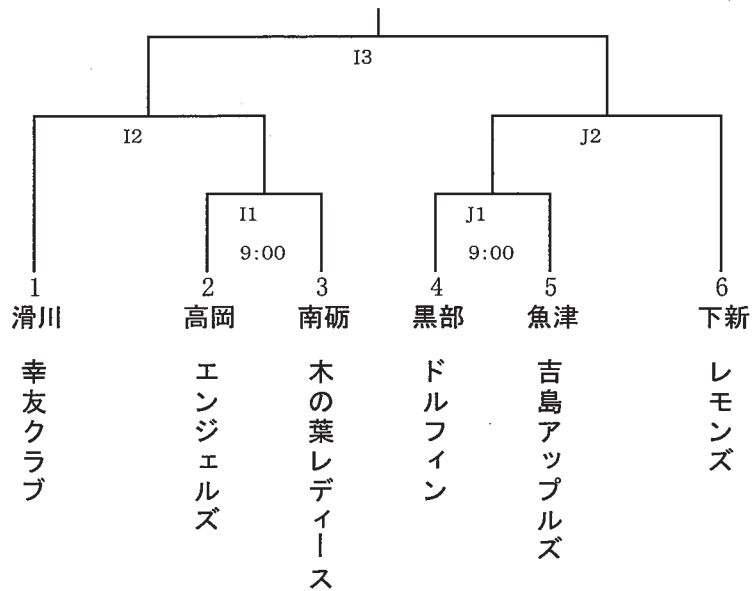 I3
I2
J2
I1
J1
9:00
9:00
1
2
3
4
5
6
滑川
高岡
南砺
黒部
魚津
下新
幸友クラブ
エンジェルズ
木の葉レディース
ドルフィン
吉島アップルズ
レモンズ